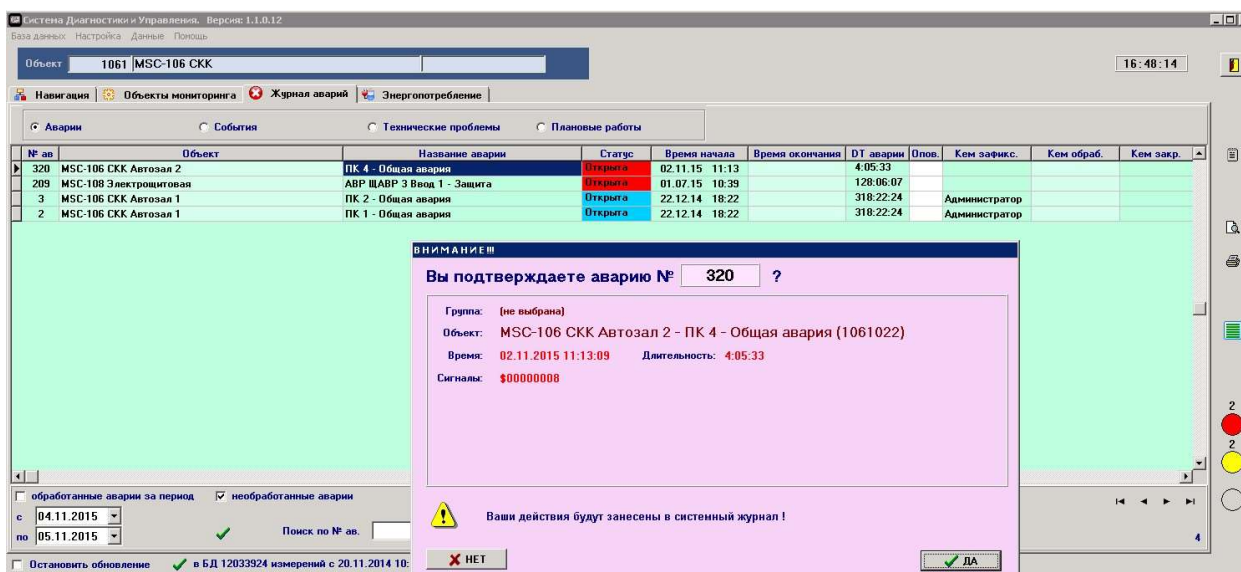 Система Диагностики и Управления. Версия: 1.1.0.12
База данных Настройка Данные Помощь
Объект 1061 MSC-106 СКК 16:48:14
Навигация Объекты мониторинга Журнал аварий Энергопотребление
Аварии События Технические проблемы Плановые работы
№ ав Объект Название аварии Статус Время начала Время окончания DT аварии Опов. Кем зафикс. Кем обраб. Кем закр.
320 MSC-106 СКК Автозал 2 ПК 4 - Общая авария Открыта 02.11.15 11:13 4:05:33
209 MSC-108 Электрощитовая АВР ЩАВР 3 Ввод 1 - Защита Открыта 01.07.15 10:39 128:06:07
3 MSC-106 СКК Автозал 1 ПК 2 - Общая авария Открыта 22.12.14 18:22 318:22:24 Администратор
2 MSC-106 СКК Автозал 1 ПК 1 - Общая авария Открыта 22.12.14 18:22 318:22:24 Администратор
ВНИМАНИЕ!!!
Вы подтверждаете аварию № 320 ?
Группа: (не выбрана)
Объект: MSC-106 СКК Автозал 2 - ПК 4 - Общая авария (1061022)
Время: 02.11.2015 11:13:09 Длительность: 4:05:33
Сигналы: $00000008
2
2
обработанные аварии за период необработанные аварии
с 04.11.2015
по 05.11.2015 Поиск по № ав. 4
Ваши действия будут занесены в системный журнал !
НЕТ ДА
Остановить обновление в БД 12033924 измерений с 20.11.2014 10: